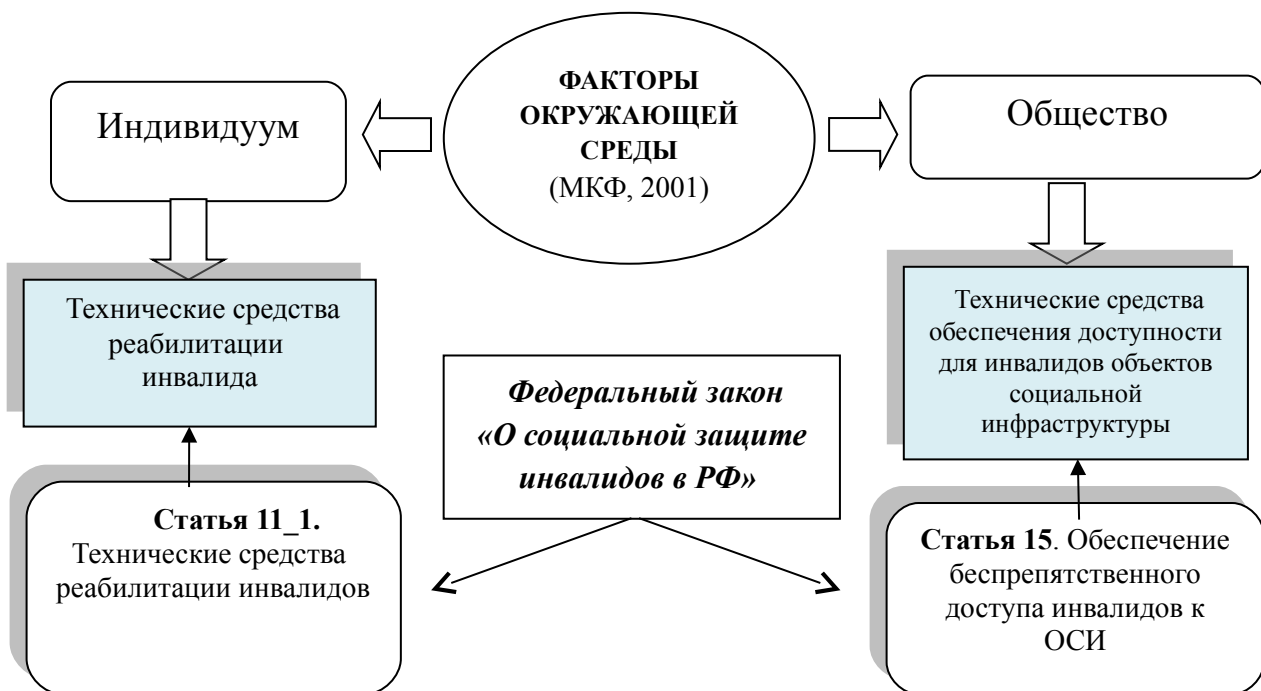 ФАКТОРЫ
ОКРУЖАЮЩЕЙ
СРЕДЫ
(МКФ, 2001)
Индивидуум
Общество
Технические средства
реабилитации
инвалида
Технические средства
обеспечения доступности
для инвалидов объектов
социальной
инфраструктуры
Федеральный закон
«О социальной защите
инвалидов в РФ»
Статья 11_1.
Технические средства
реабилитации инвалидов
Статья 15. Обеспечение
беспрепятственного
доступа инвалидов к
ОСИ